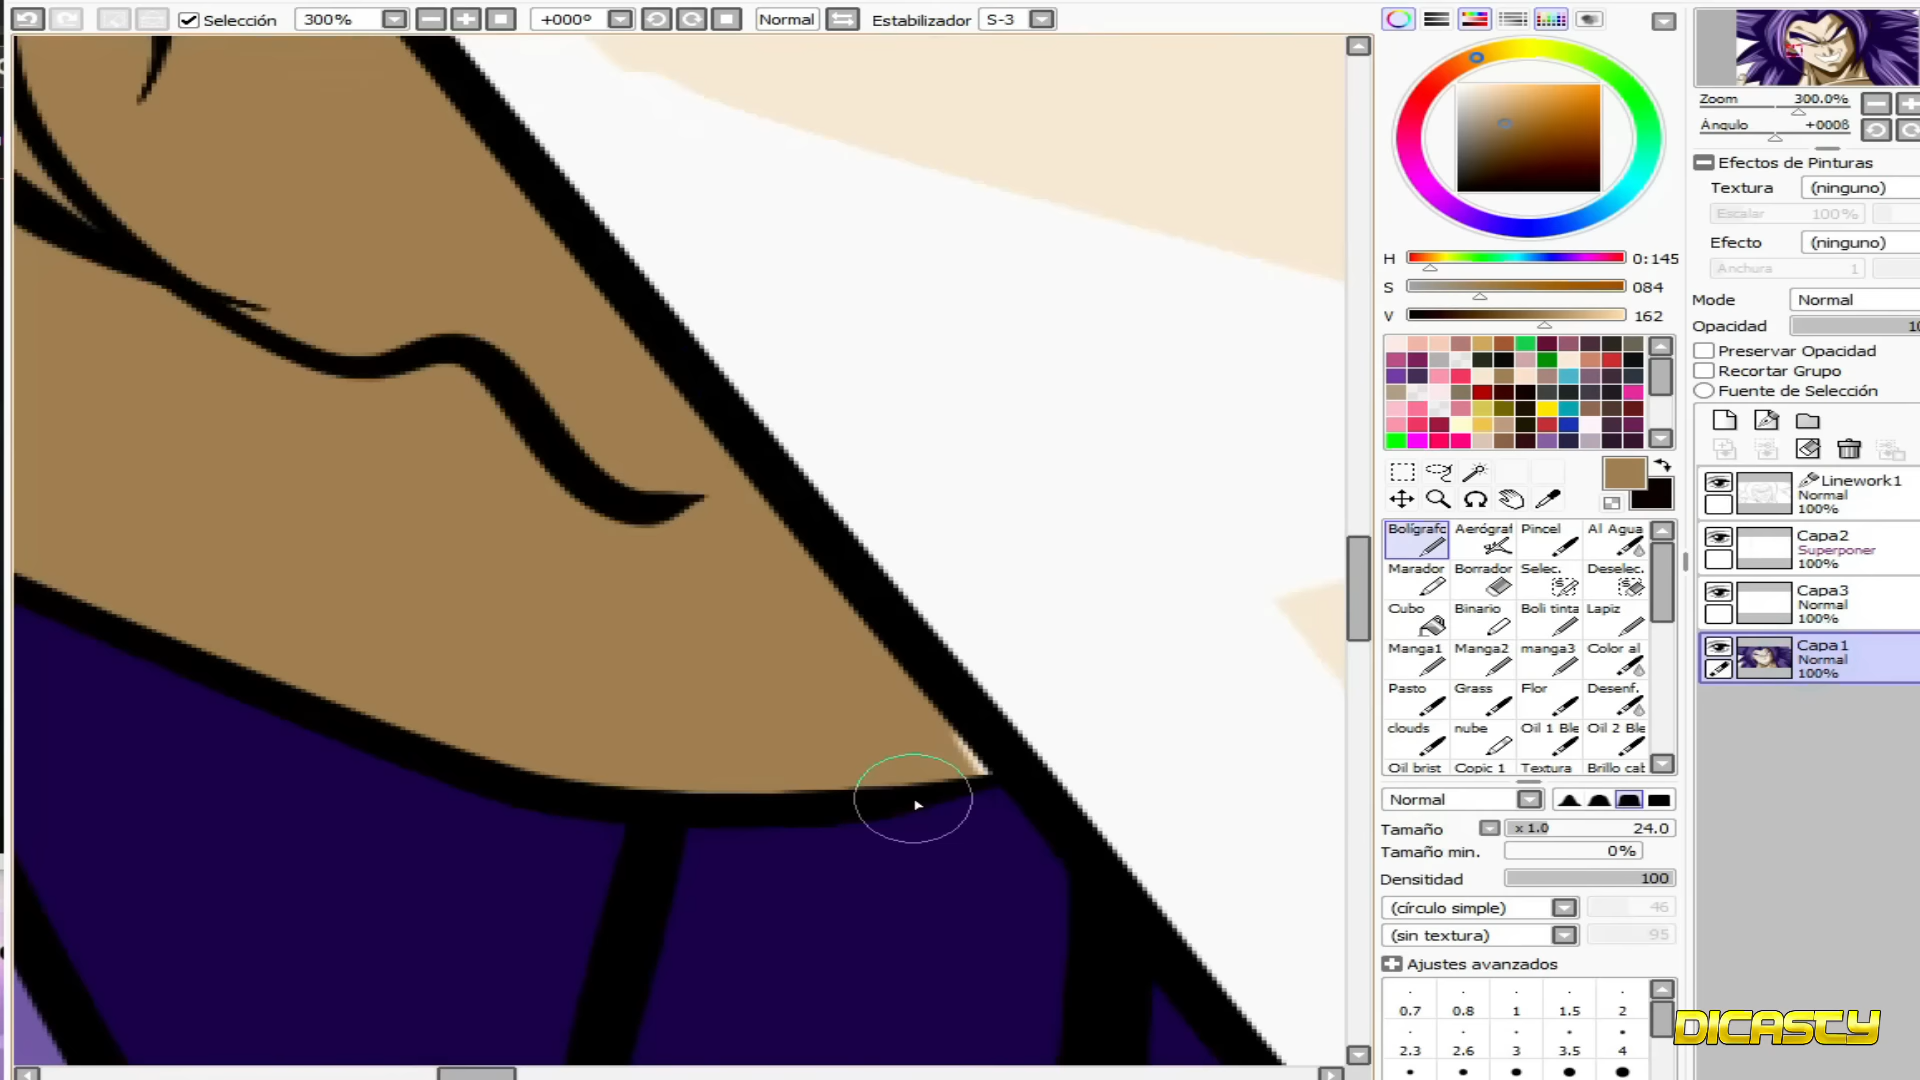 Selección 300% +000º Normal Estabilizador S-3
Zoom 300.0%
Ángulo +000ß
Efectos de Pinturas
Textura (ninguno)
Escalar 100%
Efecto (ninguno)
Anchura 1
Mode Normal
Opacidad 10
Preservar Opacidad
Recortar Grupo
Fuente de Selección
H 0:145
S 084
V 162
Bolígrafo Aerógraf Pincel Al Agua
Marador Borrador Selec. Deselec.
Cubo Binario Boli tinta Lapiz
Manga1 Manga2 manga3 Color al
Pasto Grass Flor Desenf.
clouds nube Oil 1 Ble Oil 2 Ble
Oil brist Copic 1 Textura Brillo cab
Linework1
Normal
100%
Capa2
Superponer
100%
Capa3
Normal
100%
Capa1
Normal
100%
Normal
Tamaño x 1.0 24.0
Tamaño min. 0%
Densitidad 100
(círculo simple) 46
(sin textura) 95
Ajustes avanzados
0.7 0.8 1 1.5 2
2.3 2.6 3 3.5 4
DICASTY